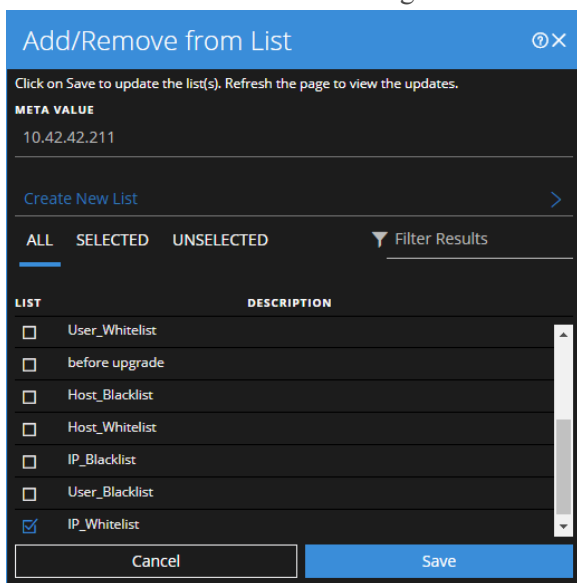 Add/Remove from List
Click on Save to update the list(s). Refresh the page to view the updates.
META VALUE
10.42.42.211
Create New List
ALL SELECTED UNSELECTED Filter Results
LIST DESCRIPTION
User_Whitelist
before upgrade
Host_Blacklist
Host_Whitelist
IP_Blacklist
User_Blacklist
IP_Whitelist
Cancel Save